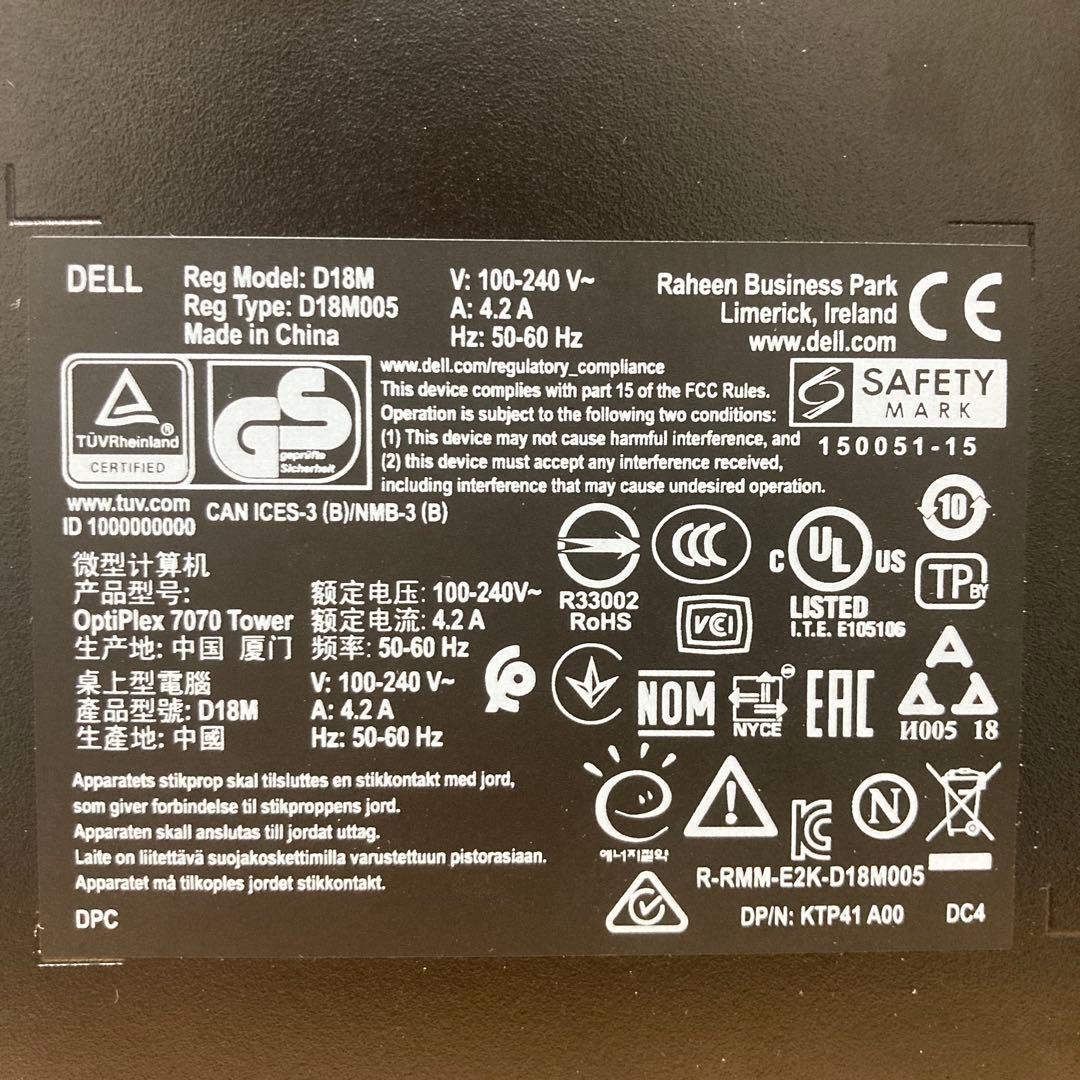 DELL
Reg Model: D18M
Reg Type: D18M005
Made in China
V: 100-240 V~
A: 4.2 A
Hz: 50-60 Hz
Raheen Business Park
Limerick, Ireland
www.dell.com
CE
TÜVRheinland®
CERTIFIED
GS
geprüfte
Sicherheit
www.dell.com/regulatory_compliance
This device complies with part 15 of the FCC Rules.
Operation is subject to the following two conditions:
(1) This device may not cause harmful interference, and
(2) this device must accept any interference received,
including interference that may cause undesired operation.
SAFETY
MARK
150051-15
www.tuv.com
ID 1000000000
CAN ICES-3 (B)/NMB-3 (B)
微型计算机
产品型号:
OptiPlex 7070 Tower
生产地: 中国 厦门
额定电压: 100-240V~
额定电流: 4.2 A
频率: 50-60 Hz
R33002
RoHS
CCC
VCCI
C UL US
LISTED
I.T.E. E105106
10
TP BY
桌上型電腦
產品型號: D18M
生產地: 中國
V: 100-240 V~
A: 4.2 A
Hz: 50-60 Hz
NOM
NYCE
EAC
И005 18
Apparatets stikprop skal tilsluttes en stikkontakt med jord,
som giver forbindelse til stikproppens jord.
Apparaten skall anslutas till jordat uttag.
Laite on liitettävä suojakoskettimilla varustettuun pistorasiaan.
Apparatet må tilkoples jordet stikkontakt.
DPC
에너지절약
N
R-RMM-E2K-D18M005
DP/N: KTP41 A00
DC4